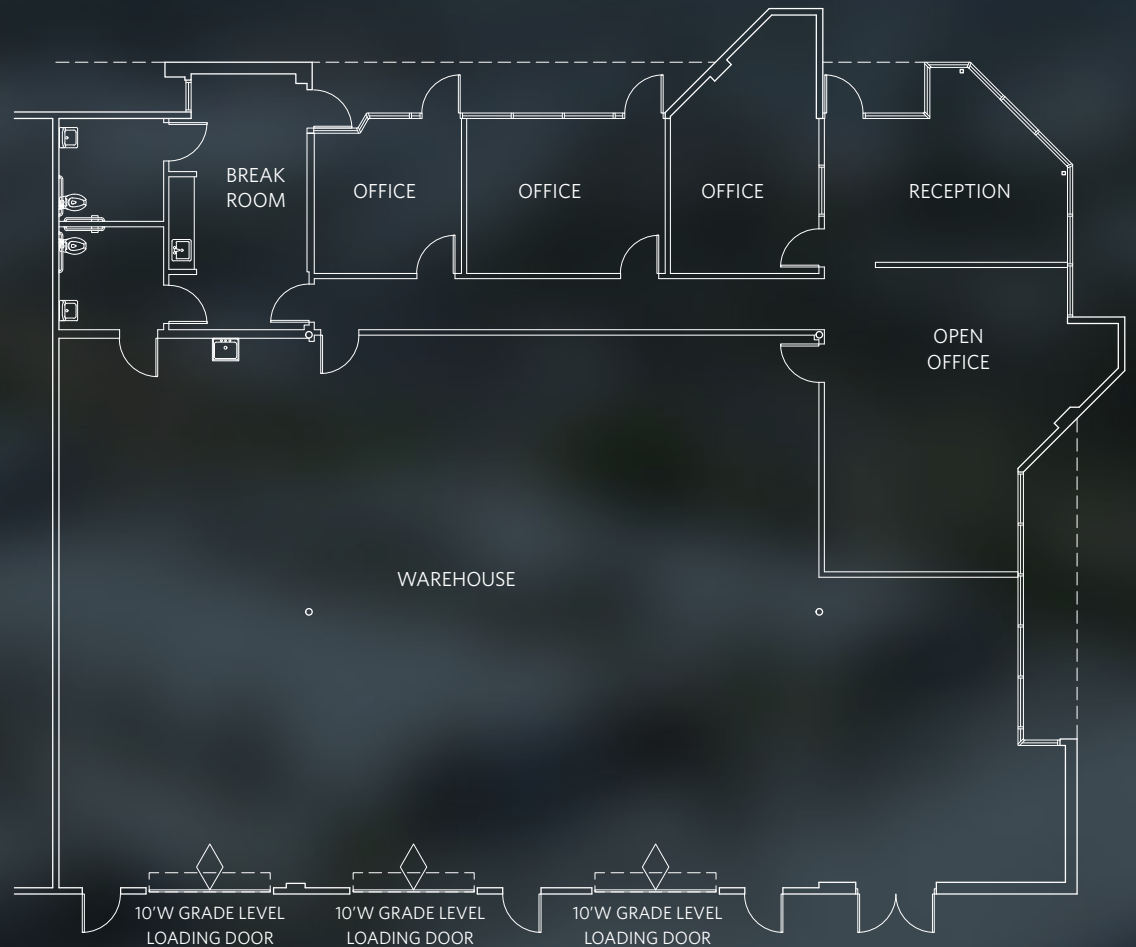 BREAK
ROOM
OFFICE
OFFICE
OFFICE
RECEPTION
OPEN
OFFICE
WAREHOUSE
10'W GRADE LEVEL
LOADING DOOR
10'W GRADE LEVEL
LOADING DOOR
10'W GRADE LEVEL
LOADING DOOR